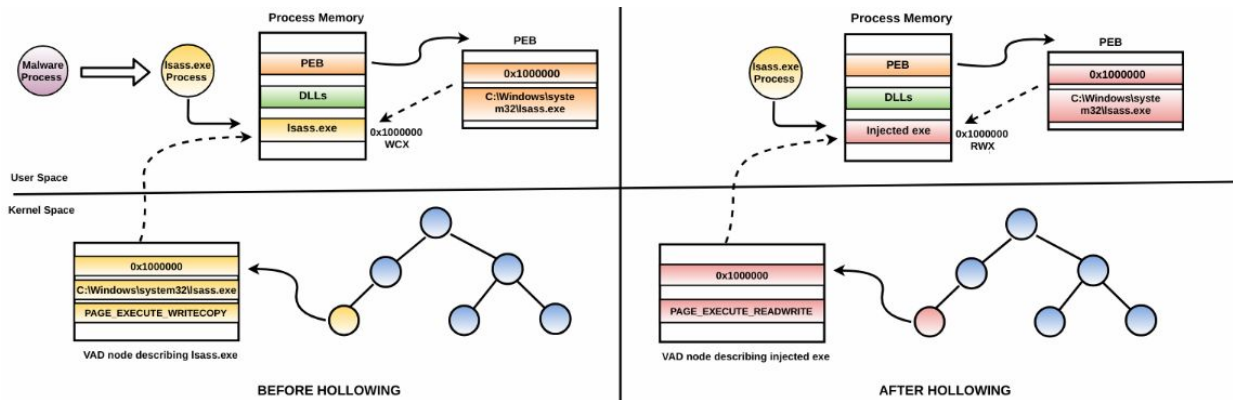 Process Memory
Malware
Process
lsass.exe
Process
PEB
DLLs
lsass.exe
PEB
0x1000000
C:\Windows\syste
m32\lsass.exe
0x1000000
WCX
User Space
Kernel Space
0x1000000
C:\Windows\system32\lsass.exe
PAGE_EXECUTE_WRITECOPY
VAD node describing lsass.exe
BEFORE HOLLOWING
Process Memory
lsass.exe
Process
PEB
DLLs
Injected exe
PEB
0x1000000
C:\Windows\syste
m32\lsass.exe
0x1000000
RWX
0x1000000
PAGE_EXECUTE_READWRITE
VAD node describing injected exe
AFTER HOLLOWING